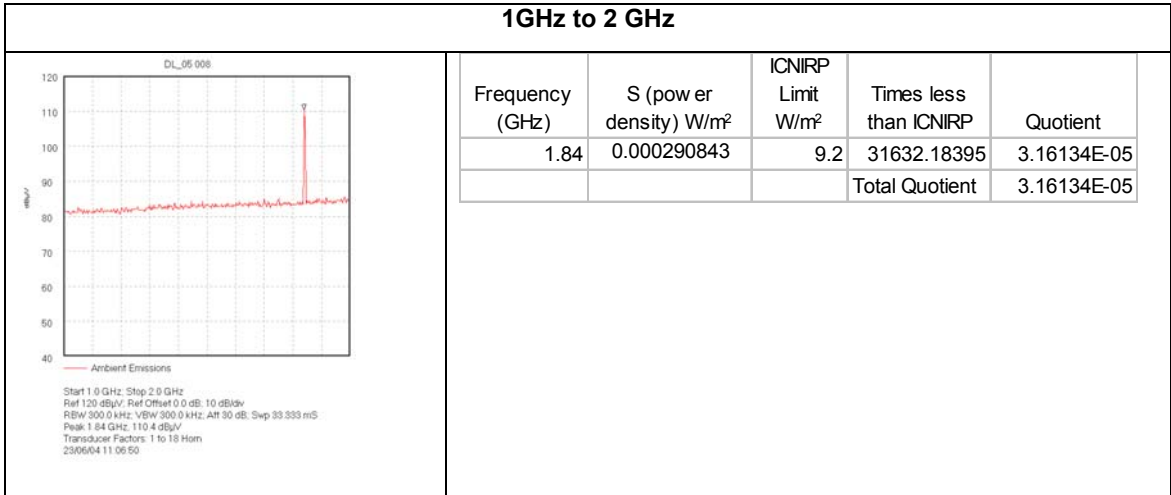 1GHz to 2 GHz
DL_05 008
120
110
100
90
80
70
60
50
40
dBµV
Ambient Emissions
Start 1.0 GHz; Stop 2.0 GHz
Ref 120 dBµV; Ref Offset 0.0 dB; 10 dB/div
RBW 300.0 kHz; VBW 300.0 kHz; Att 30 dB; Swp 33.333 mS
Peak 1.84 GHz, 110.4 dBµV
Transducer Factors: 1 to 18 Horn
23/06/04 11:06:50
Frequency (GHz) S (pow er density) W/m² ICNIRP Limit W/m² Times less than ICNIRP Quotient
1.84 0.000290843 9.2 31632.18395 3.16134E-05
Total Quotient 3.16134E-05